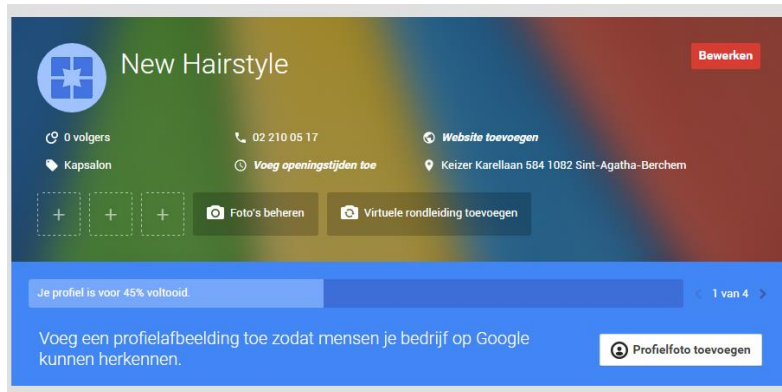 New Hairstyle
Bewerken
0 volgers
02 210 05 17
Website toevoegen
Kapsalon
Voeg openingstijden toe
Keizer Karellaan 584 1082 Sint-Agatha-Berchem
+ + +
Foto's beheren
Virtuele rondleiding toevoegen
Je profiel is voor 45% voltooid.
1 van 4
Voeg een profielafbeelding toe zodat mensen je bedrijf op Google
kunnen herkennen.
Profielfoto toevoegen